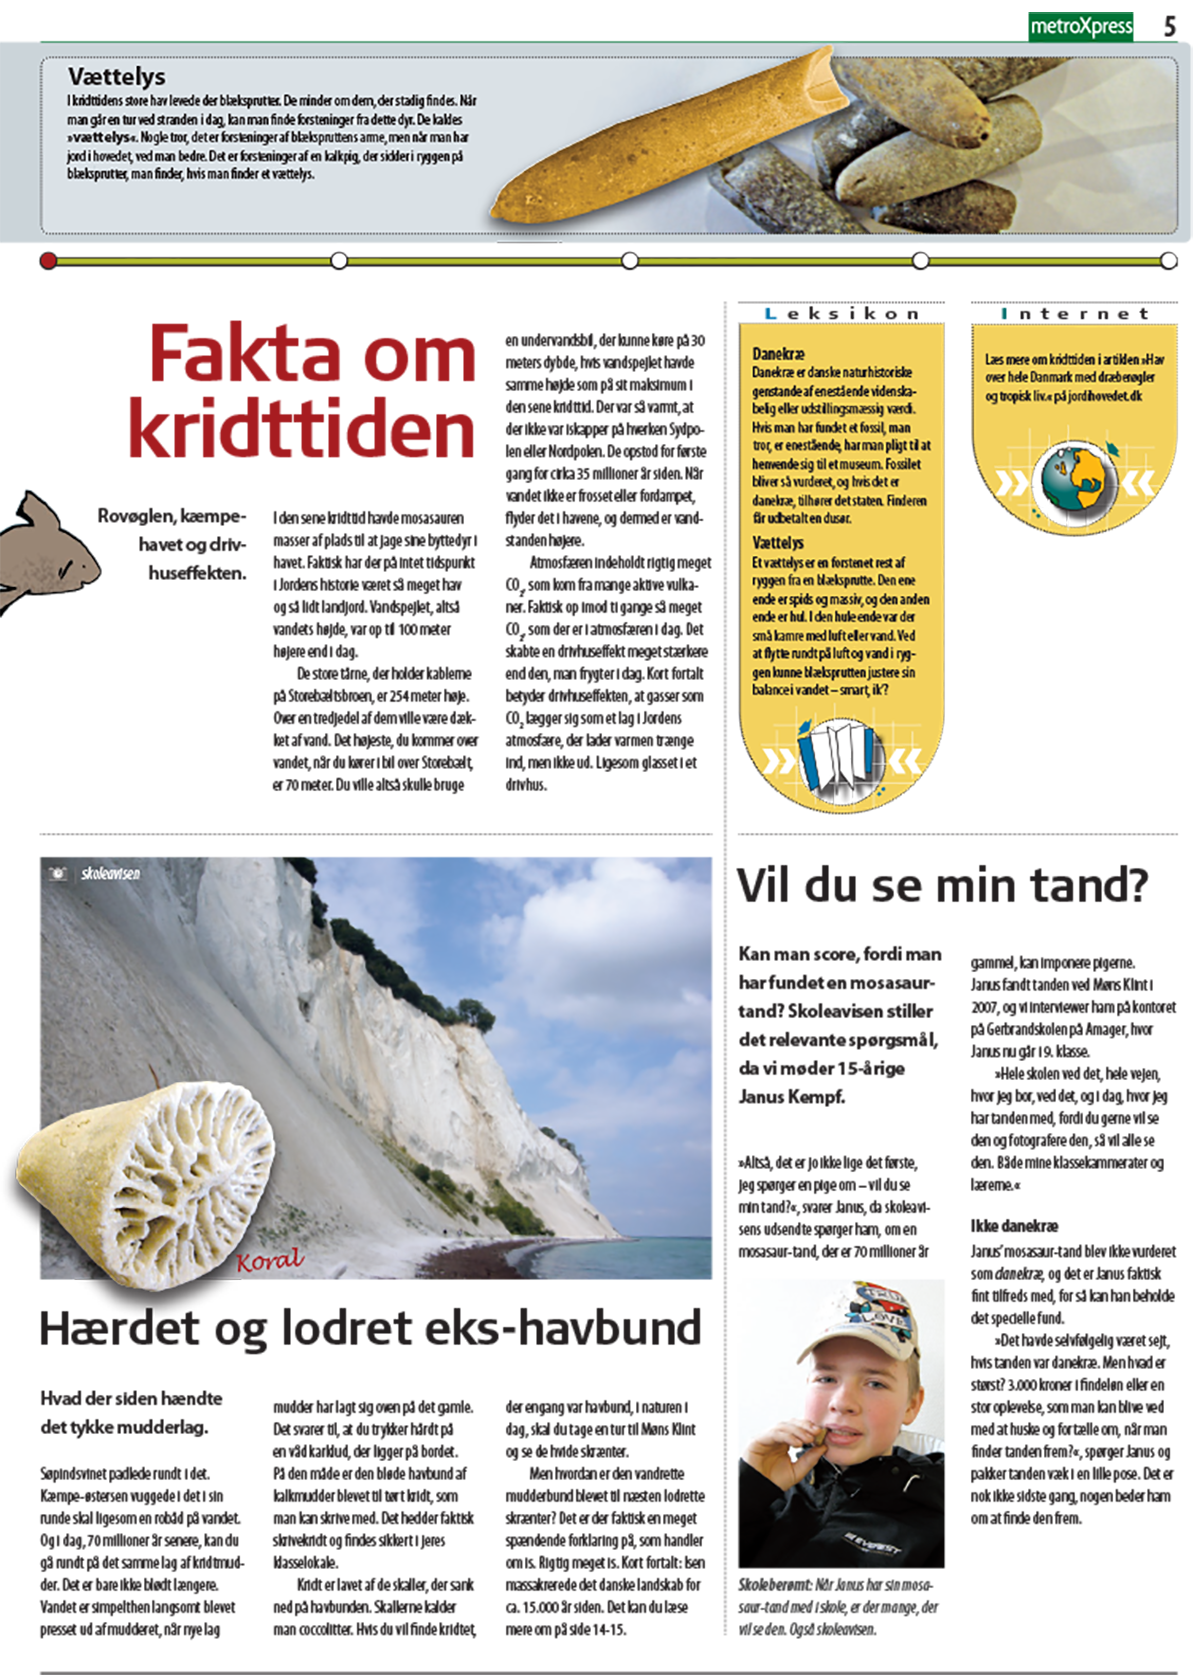 metroXpress 5
Vættelys
I kridttidens store hav levede der blæksprutter. De minder om dem, der stadig findes. Når
man går en tur ved stranden i dag, kan man finde forsteninger fra dette dyr. De kaldes
»vættelys«. Nogle tror, det er forsteninger af blækspruttens arme, men når man har
jord i hovedet, ved man bedre. Det er forsteninger af en kalkpig, der sidder i ryggen på
blæksprutter, man finder, hvis man finder et vættelys.
Fakta om
kridttiden
Rovøglen, kæmpe-
havet og driv-
huseffekten.
I den sene kridttid havde mosasauren
masser af plads til at jage sine byttedyr i
havet. Faktisk har der på intet tidspunkt
i Jordens historie været så meget hav
og så lidt landjord. Vandspejlet, altså
vandets højde, var op til 100 meter
højere end i dag.
De store tårne, der holder kablerne
på Storebæltsbroen, er 254 meter høje.
Over en tredjedel af dem ville være dæk-
ket af vand. Det højeste, du kommer over
vandet, når du kører i bil over Storebælt,
er 70 meter. Du ville altså skulle bruge
en undervandsbil, der kunne køre på 30
meters dybde, hvis vandspejlet havde
samme højde som på sit maksimum i
den sene kridttid. Der var så varmt, at
der ikke var iskapper på hverken Sydpo-
len eller Nordpolen. De opstod for første
gang for cirka 35 millioner år siden. Når
vandet ikke er frosset eller fordampet,
flyder det i havene, og dermed er vand-
standen højere.
Atmosfæren indeholdt rigtig meget
CO₂, som kom fra mange aktive vulka-
ner. Faktisk op imod ti gange så meget
CO₂, som der er i atmosfæren i dag. Det
skabte en drivhuseffekt meget stærkere
end den, man frygter i dag. Kort fortalt
betyder drivhuseffekten, at gasser som
CO₂ lægger sig som et lag i Jordens
atmosfære, der lader varmen trænge
ind, men ikke ud. Ligesom glasset i et
drivhus.
Leksikon
Danekræ
Danekræ er danske naturhistoriske
genstande af enestående videnska-
belig eller udstillingsmæssig værdi.
Hvis man har fundet et fossil, man
tror, er enestående, har man pligt til at
henvende sig til et museum. Fossilet
bliver så vurderet, og hvis det er
danekræ, tilhører det staten. Finderen
får udbetalt en dusør.
Vættelys
Et vættelys er en forstenet rest af
ryggen fra en blæksprutte. Den ene
ende er spids og massiv, og den anden
ende er hul. I den hule ende var der
små kamre med luft eller vand. Ved
at flytte rundt på luft og vand i ryg-
gen kunne blæksprutten justere sin
balance i vandet – smart, ik'?
Internet
Læs mere om kridttiden i artiklen »Hav
over hele Danmark med dræberøgler
og tropisk liv.« på jordihovedet.dk
skoleavisen
Koral
Hærdet og lodret eks-havbund
Hvad der siden hændte
det tykke mudderlag.
Søpindsvinet padlede rundt i det.
Kæmpe-østersen vuggede i det i sin
runde skal ligesom en robåd på vandet.
Og i dag, 70 millioner år senere, kan du
gå rundt på det samme lag af kridtmud-
der. Det er bare ikke blødt længere.
Vandet er simpelthen langsomt blevet
presset ud af mudderet, når nye lag
mudder har lagt sig oven på det gamle.
Det svarer til, at du trykker hårdt på
en våd karklud, der ligger på bordet.
På den måde er den bløde havbund af
kalkmudder blevet til tørt kridt, som
man kan skrive med. Det hedder faktisk
skrivekridt og findes sikkert i jeres
klasselokale.
Kridt er lavet af de skaller, der sank
ned på havbunden. Skallerne kalder
man coccolitter. Hvis du vil finde kridtet,
der engang var havbund, i naturen i
dag, skal du tage en tur til Møns Klint
og se de hvide skrænter.
Men hvordan er den vandrette
mudderbund blevet til næsten lodrette
skrænter? Det er der faktisk en meget
spændende forklaring på, som handler
om is. Rigtig meget is. Kort fortalt: Isen
massakrerede det danske landskab for
ca. 15.000 år siden. Det kan du læse
mere om på side 14-15.
Vil du se min tand?
Kan man score, fordi man
har fundet en mosasaur-
tand? Skoleavisen stiller
det relevante spørgsmål,
da vi møder 15-årige
Janus Kempf.
»Altså, det er jo ikke lige det første,
jeg spørger en pige om – vil du se
min tand?«, svarer Janus, da skoleavi-
sens udsendte spørger ham, om en
mosasaur-tand, der er 70 millioner år
EVEREST
Skoleberømt: Når Janus har sin mosa-
saur-tand med i skole, er der mange, der
vil se den. Også skoleavisen.
gammel, kan imponere pigerne.
Janus fandt tanden ved Møns Klint i
2007, og vi interviewer ham på kontoret
på Gerbrandskolen på Amager, hvor
Janus nu går i 9. klasse.
»Hele skolen ved det, hele vejen,
hvor jeg bor, ved det, og i dag, hvor jeg
har tanden med, fordi du gerne vil se
den og fotografere den, så vil alle se
den. Både mine klassekammerater og
lærerne.«
Ikke danekræ
Janus' mosasaur-tand blev ikke vurderet
som danekræ, og det er Janus faktisk
fint tilfreds med, for så kan han beholde
det specielle fund.
»Det havde selvfølgelig været sejt,
hvis tanden var danekræ. Men hvad er
størst? 3.000 kroner i findeløn eller en
stor oplevelse, som man kan blive ved
med at huske og fortælle om, når man
finder tanden frem?«, spørger Janus og
pakker tanden væk i en lille pose. Det er
nok ikke sidste gang, nogen beder ham
om at finde den frem.